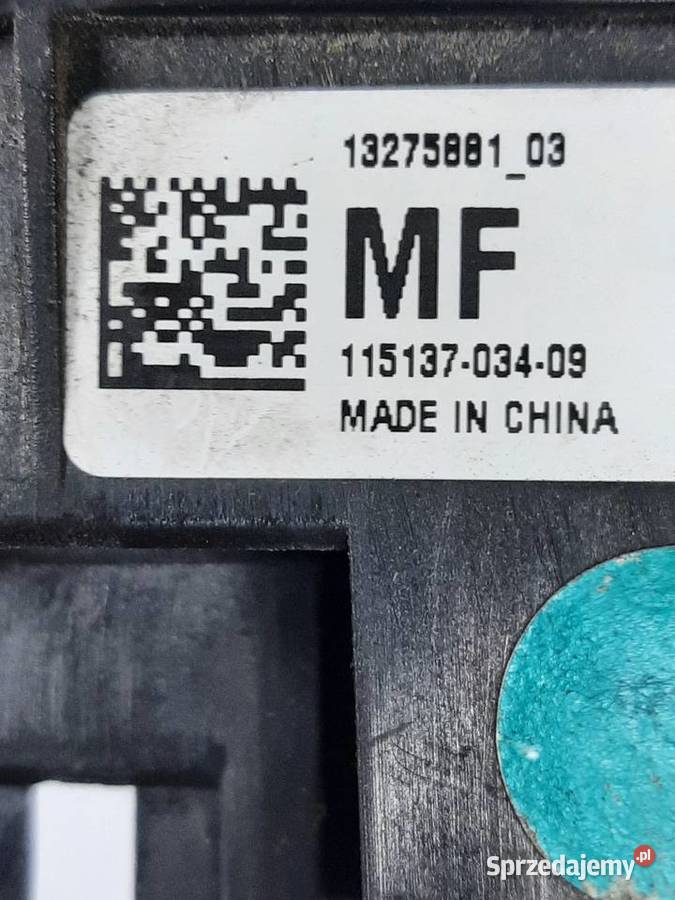 13275881_03
MF
115137-034-09
MADE IN CHINA
Sprzedajemy.pl